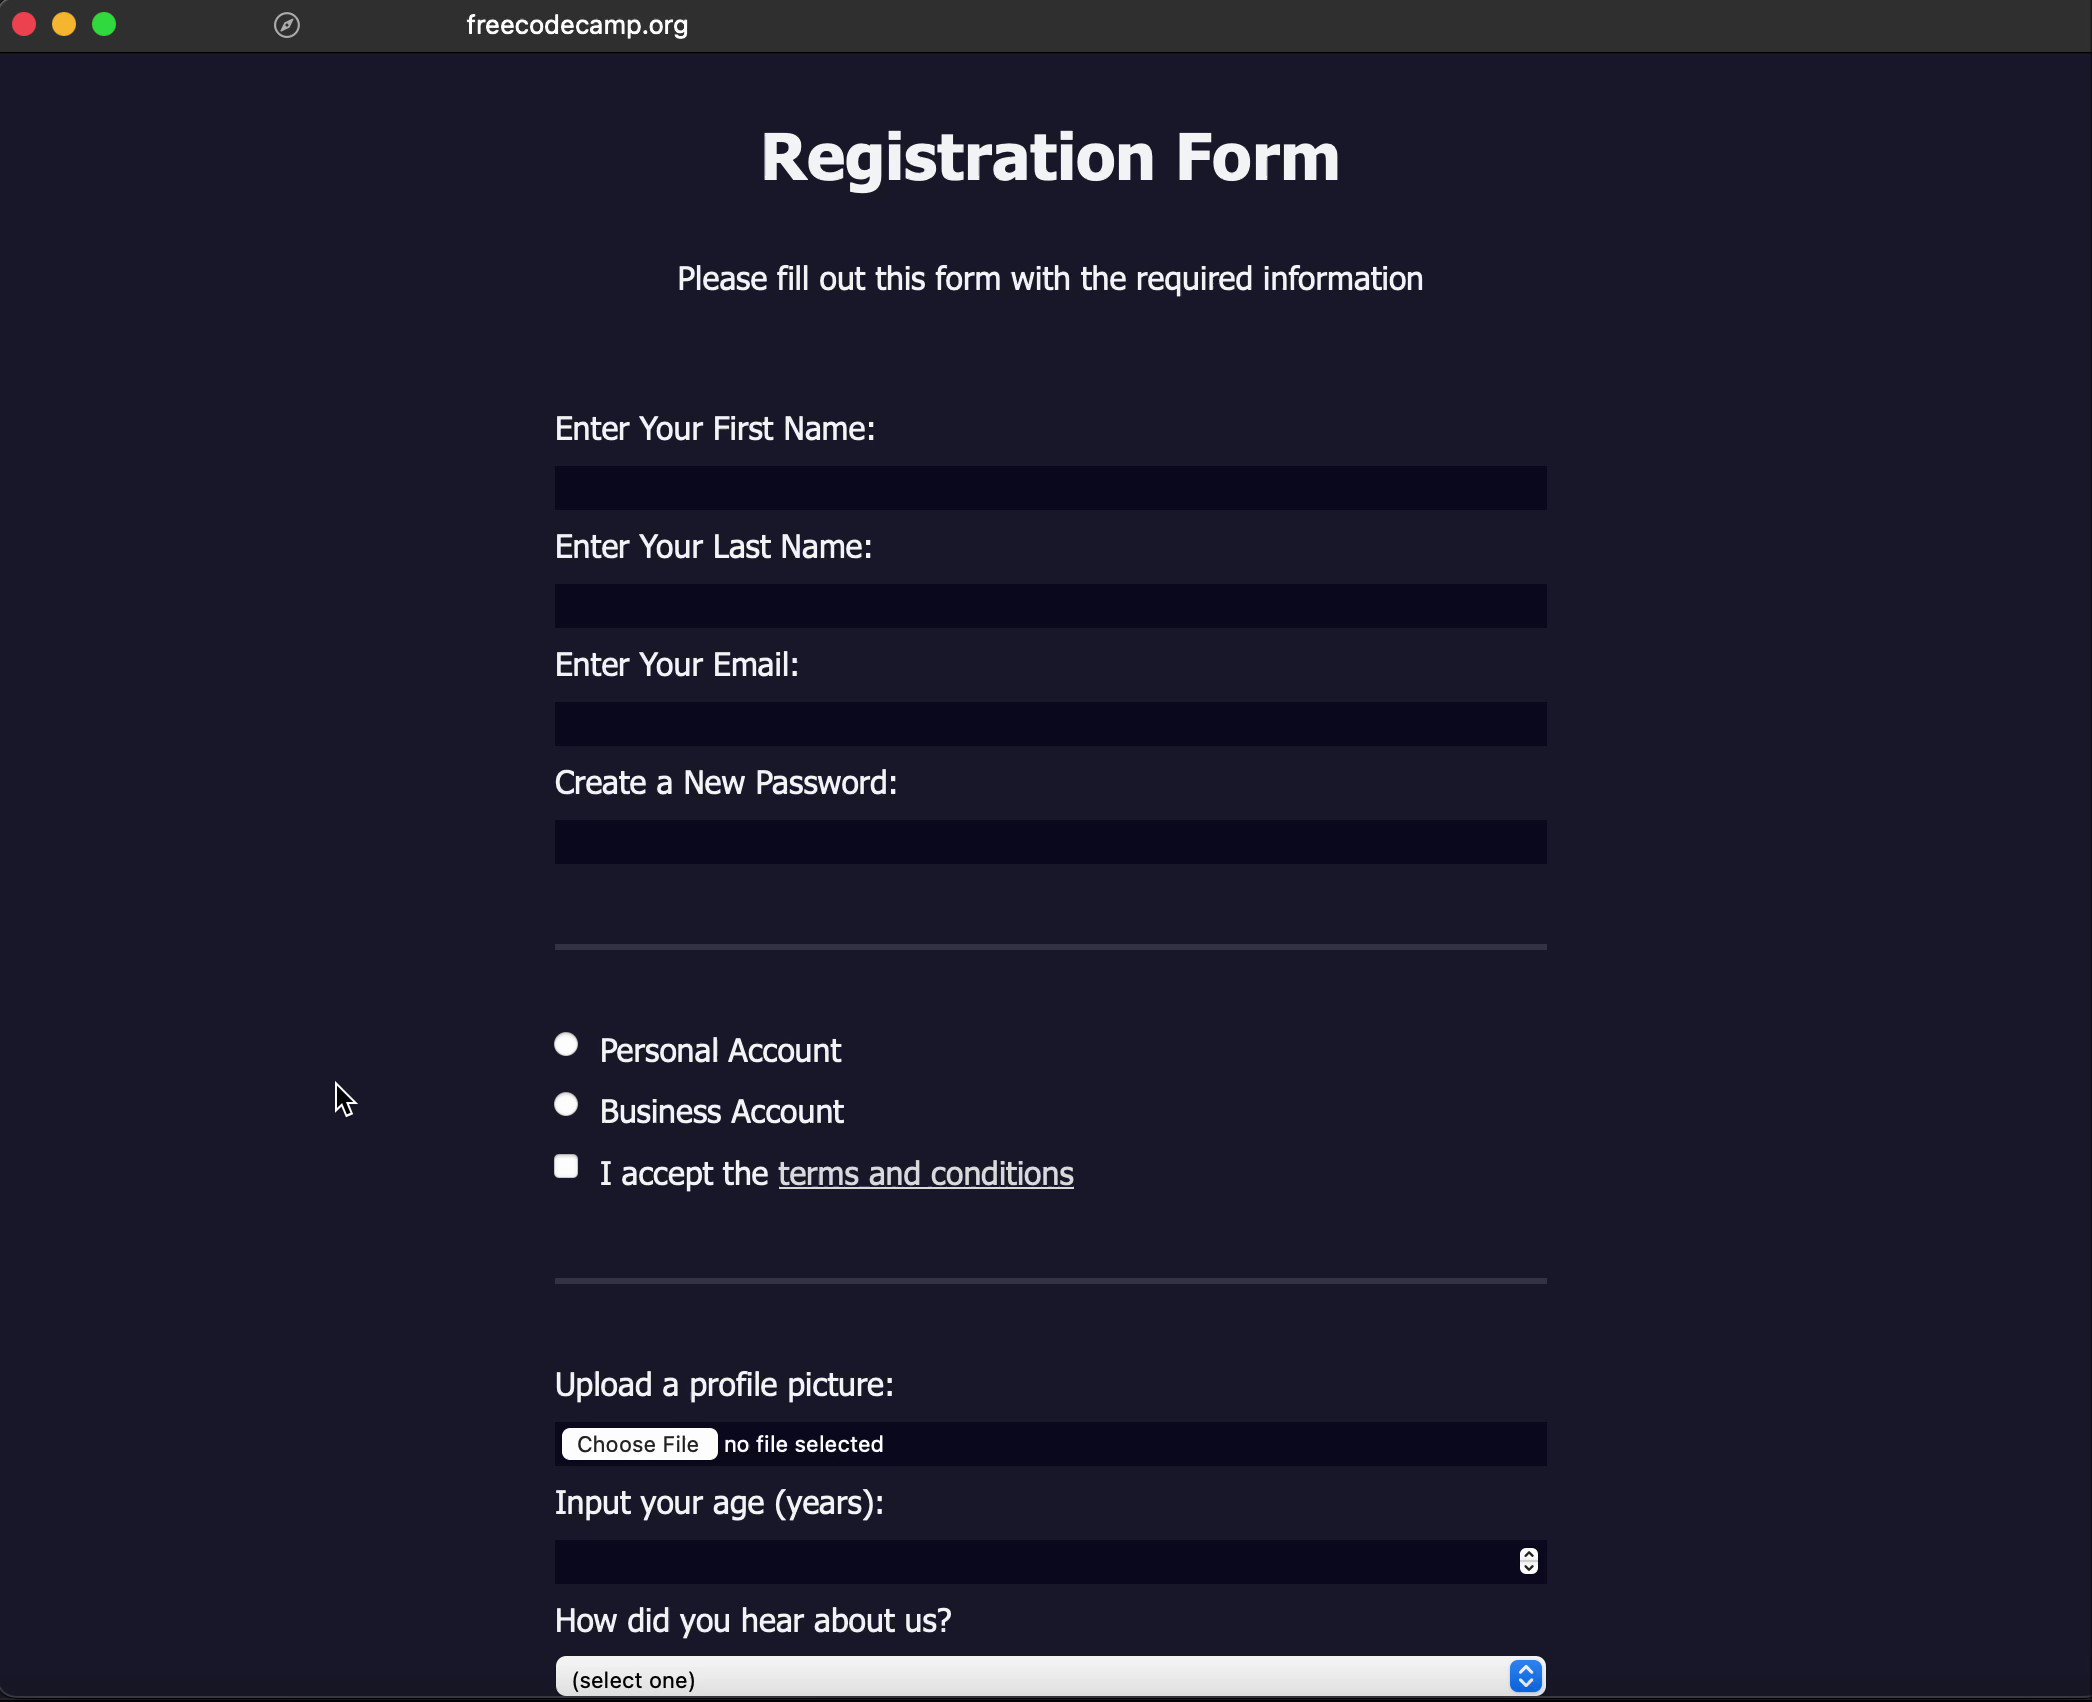 freecodecamp.org
Registration Form
Please fill out this form with the required information
Enter Your First Name:
Enter Your Last Name:
Enter Your Email:
Create a New Password:
Personal Account
Business Account
I accept the terms and conditions
Upload a profile picture:
Choose File no file selected
Input your age (years):
How did you hear about us?
(select one)